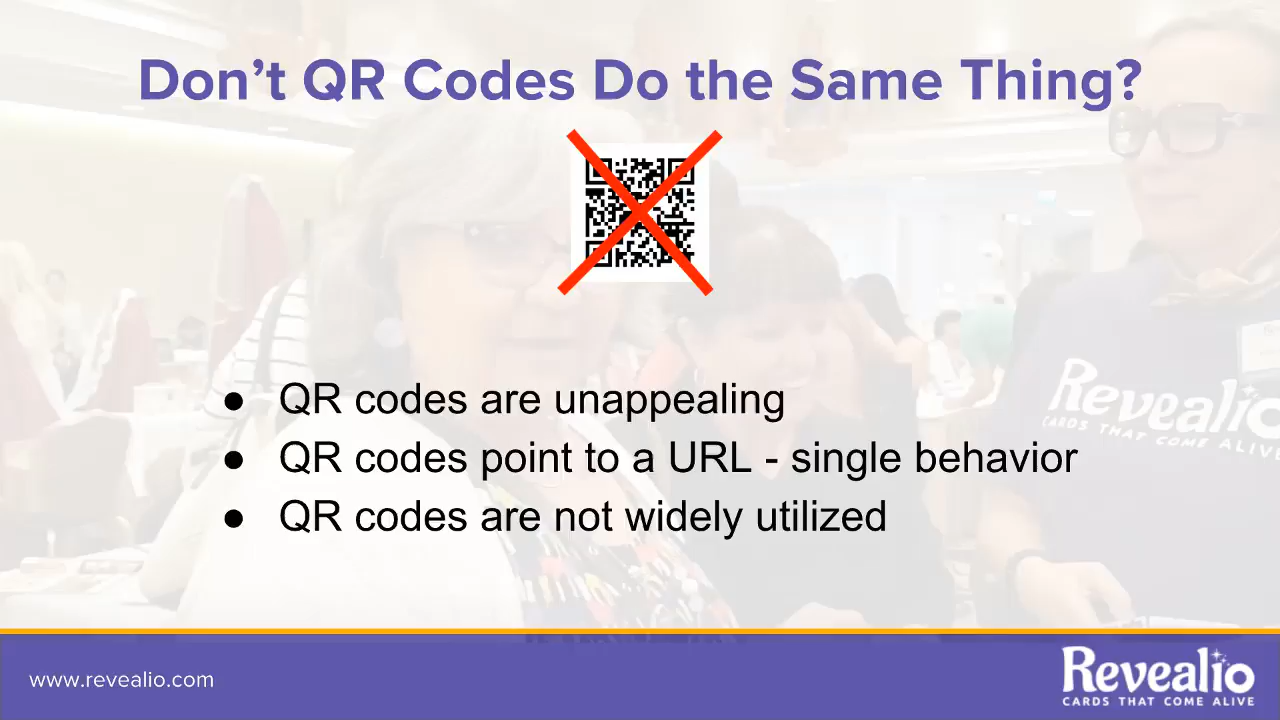 Don't QR Codes Do the Same Thing?
● QR codes are unappealing
● QR codes point to a URL - single behavior
● QR codes are not widely utilized
Revealio
CARDS THAT COME ALIVE
www.revealio.com
Revealio
CARDS THAT COME ALIVE